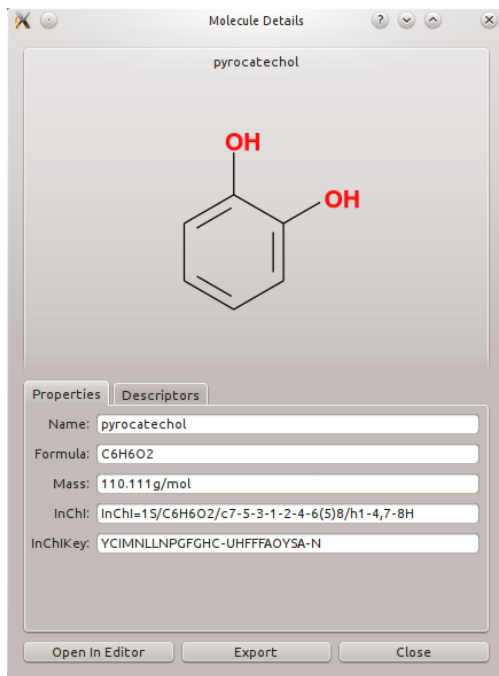 Molecule Details
pyrocatechol
OH
OH
Properties Descriptors
Name: pyrocatechol
Formula: C6H6O2
Mass: 110.111g/mol
InChI: InChI=1S/C6H6O2/c7-5-3-1-2-4-6(5)8/h1-4,7-8H
InChIKey: YCIMNLLNPGFGHC-UHFFFAOYSA-N
Open In Editor Export Close